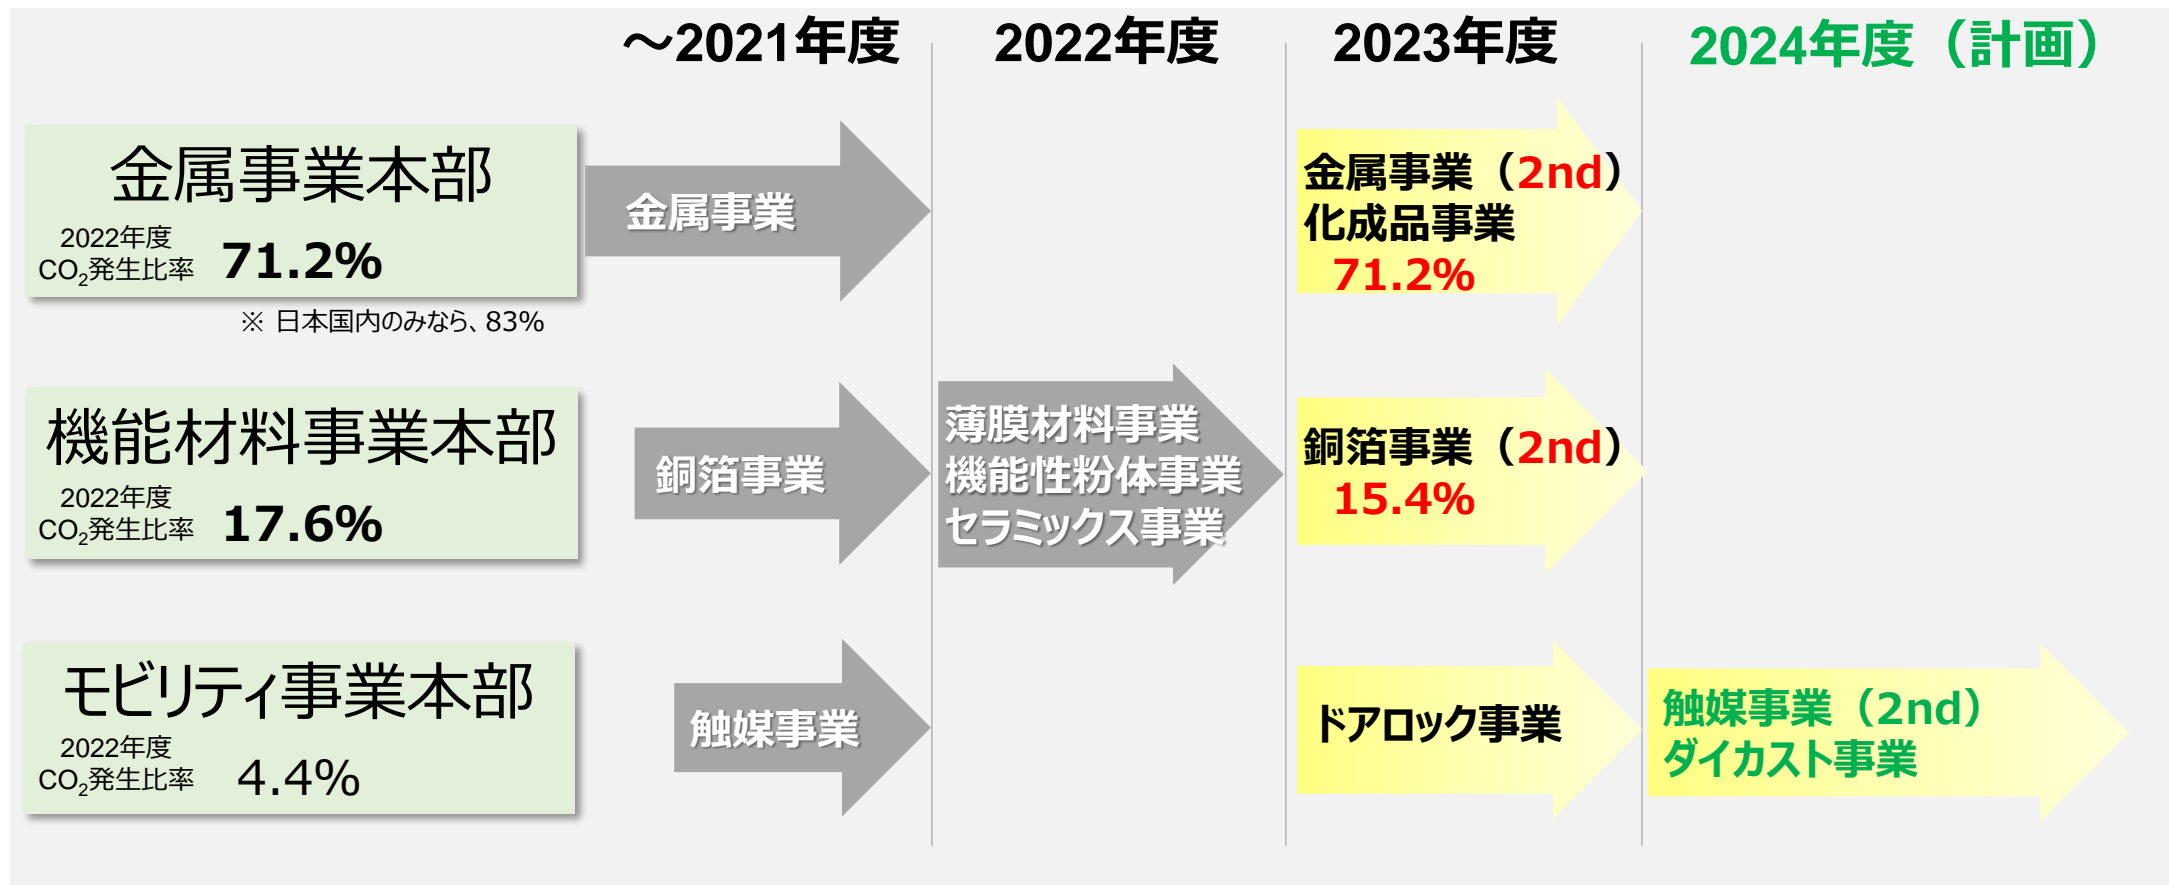 ～2021年度
2022年度
2023年度
2024年度（計画）
金属事業本部
2022年度
CO2発生比率
71.2%
※ 日本国内のみなら、83%
金属事業
金属事業（2nd）
化成品事業
71.2%
機能材料事業本部
2022年度
CO2発生比率
17.6%
銅箔事業
薄膜材料事業
機能性粉体事業
セラミックス事業
銅箔事業（2nd）
15.4%
モビリティ事業本部
2022年度
CO2発生比率
4.4%
触媒事業
ドアロック事業
触媒事業（2nd）
ダイカスト事業